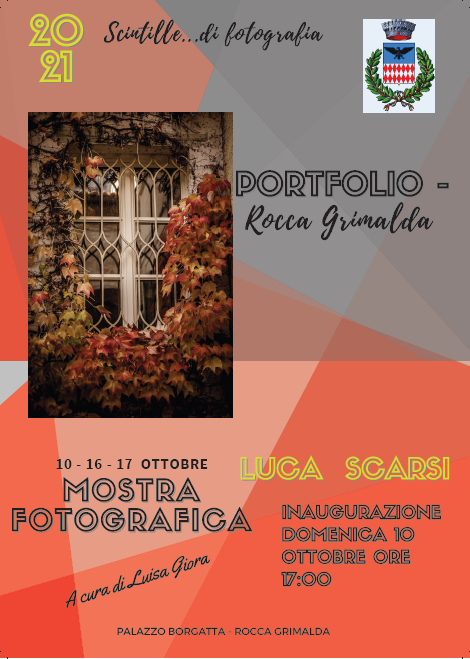 20
21
Scintille...di fotografia
PORTFOLIO -
Rocca Grimalda
10 - 16 - 17 OTTOBRE
MOSTRA
FOTOGRAFICA
A cura di Luisa Giora
LUCA SCARSI
INAUGURAZIONE
DOMENICA 10
OTTOBRE ORE
17:00
PALAZZO BORGATTA - ROCCA GRIMALDA